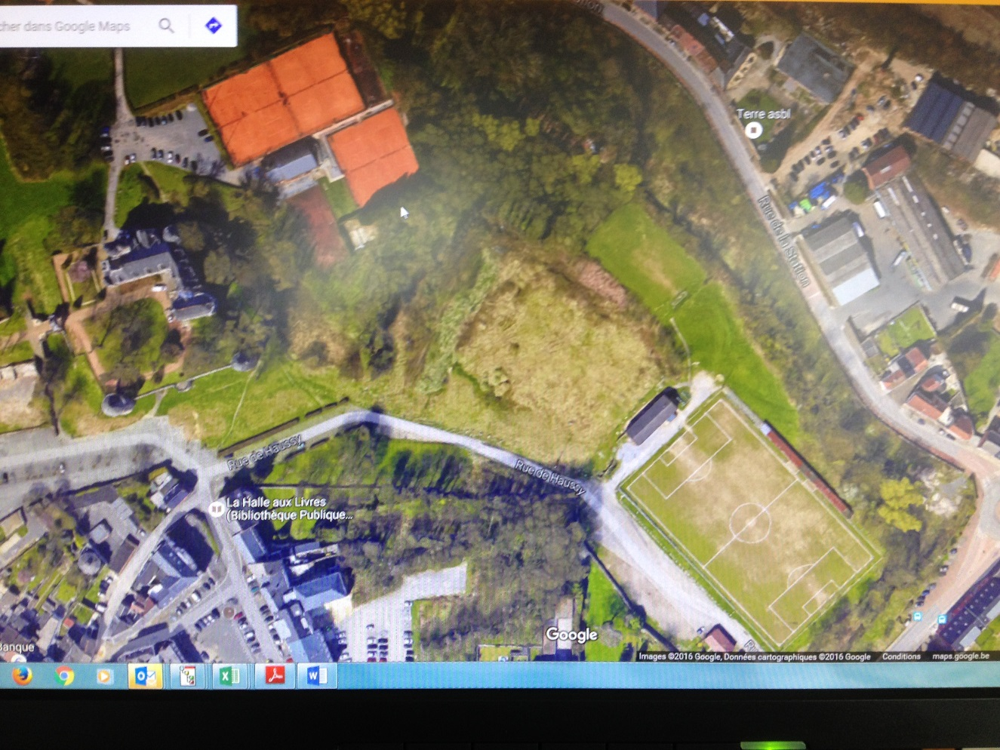 cher dans Google Maps
Terre asbl
Rue de la Station
Rue de Haussy
Rue de Haussy
La Halle aux Livres
(Bibliothèque Publique...
Banque
Google
Images ©2016 Google, Données cartographiques ©2016 Google Conditions maps.google.be